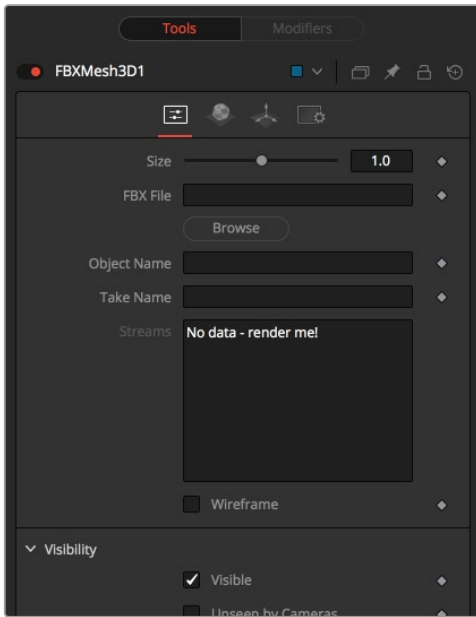 Tools Modifiers
FBXMesh3D1
Size 1.0
FBX File
Browse
Object Name
Take Name
Streams No data - render me!
Wireframe
Visibility
Visible
Unseen by Cameras